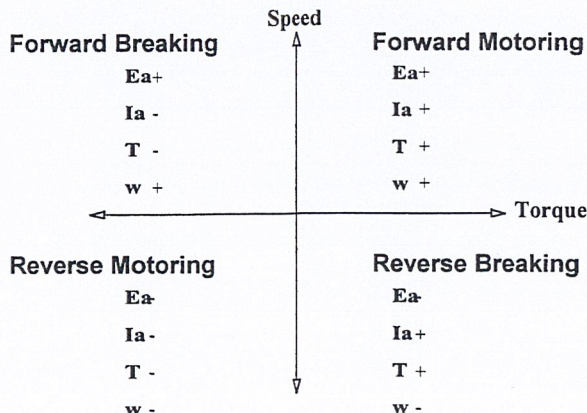 Speed
Forward Breaking
Ea+
Ia -
T -
w +
Forward Motoring
Ea+
Ia +
T +
w +
Torque
Reverse Motoring
Ea-
Ia -
T -
w -
Reverse Breaking
Ea-
Ia+
T +
w -